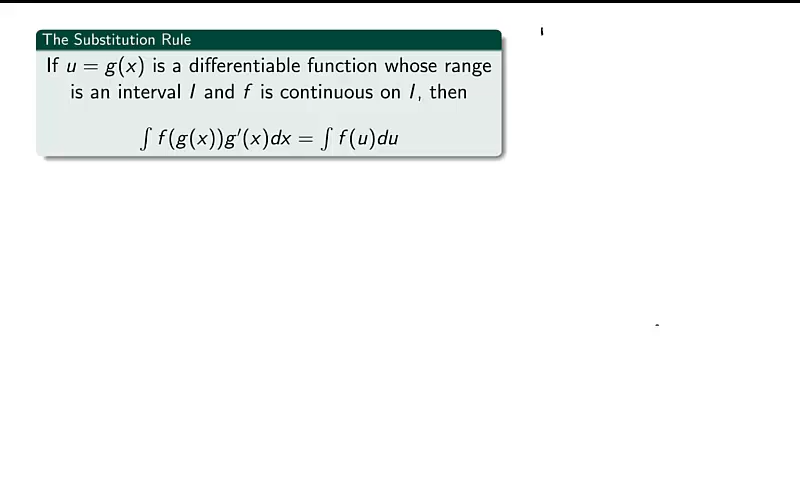 The Substitution Rule
If u = g(x) is a differentiable function whose range
is an interval I and f is continuous on I, then
∫ f(g(x))g′(x)dx = ∫ f(u)du